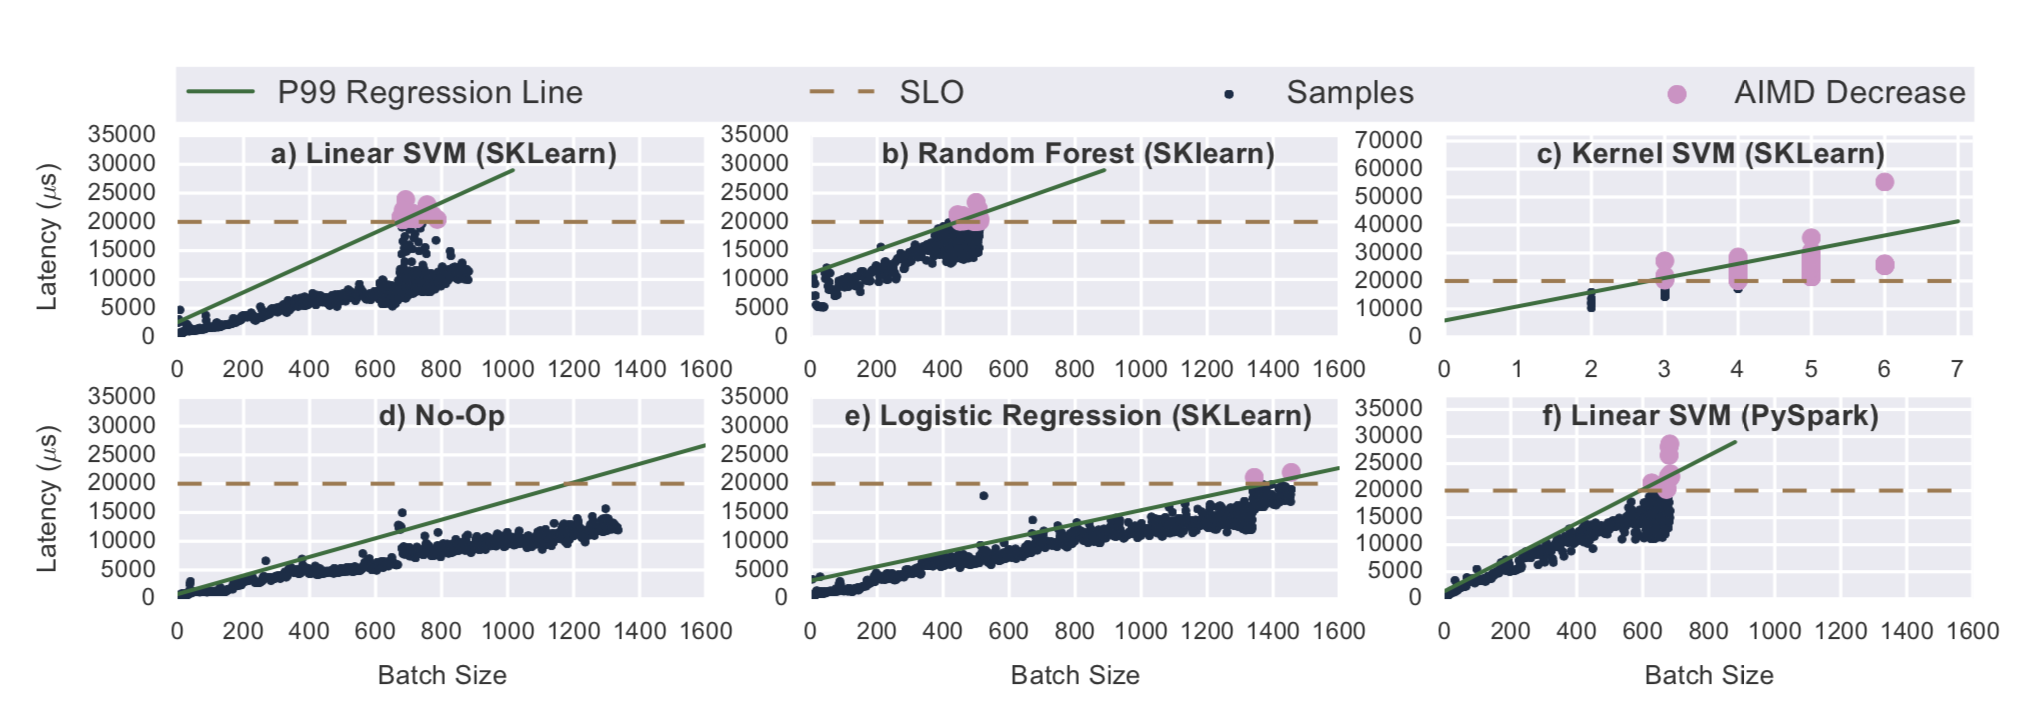 P99 Regression Line SLO Samples AIMD Decrease
a) Linear SVM (SKLearn)
Latency (μs)
35000
30000
25000
20000
15000
10000
5000
0
0 200 400 600 800 1000 1200 1400 1600
b) Random Forest (SKlearn)
35000
30000
25000
20000
15000
10000
5000
0
0 200 400 600 800 1000 1200 1400 1600
c) Kernel SVM (SKLearn)
70000
60000
50000
40000
30000
20000
10000
0
0 1 2 3 4 5 6 7
d) No-Op
Latency (μs)
35000
30000
25000
20000
15000
10000
5000
0
0 200 400 600 800 1000 1200 1400 1600
Batch Size
e) Logistic Regression (SKLearn)
35000
30000
25000
20000
15000
10000
5000
0
0 200 400 600 800 1000 1200 1400 1600
Batch Size
f) Linear SVM (PySpark)
35000
30000
25000
20000
15000
10000
5000
0
0 200 400 600 800 1000 1200 1400 1600
Batch Size